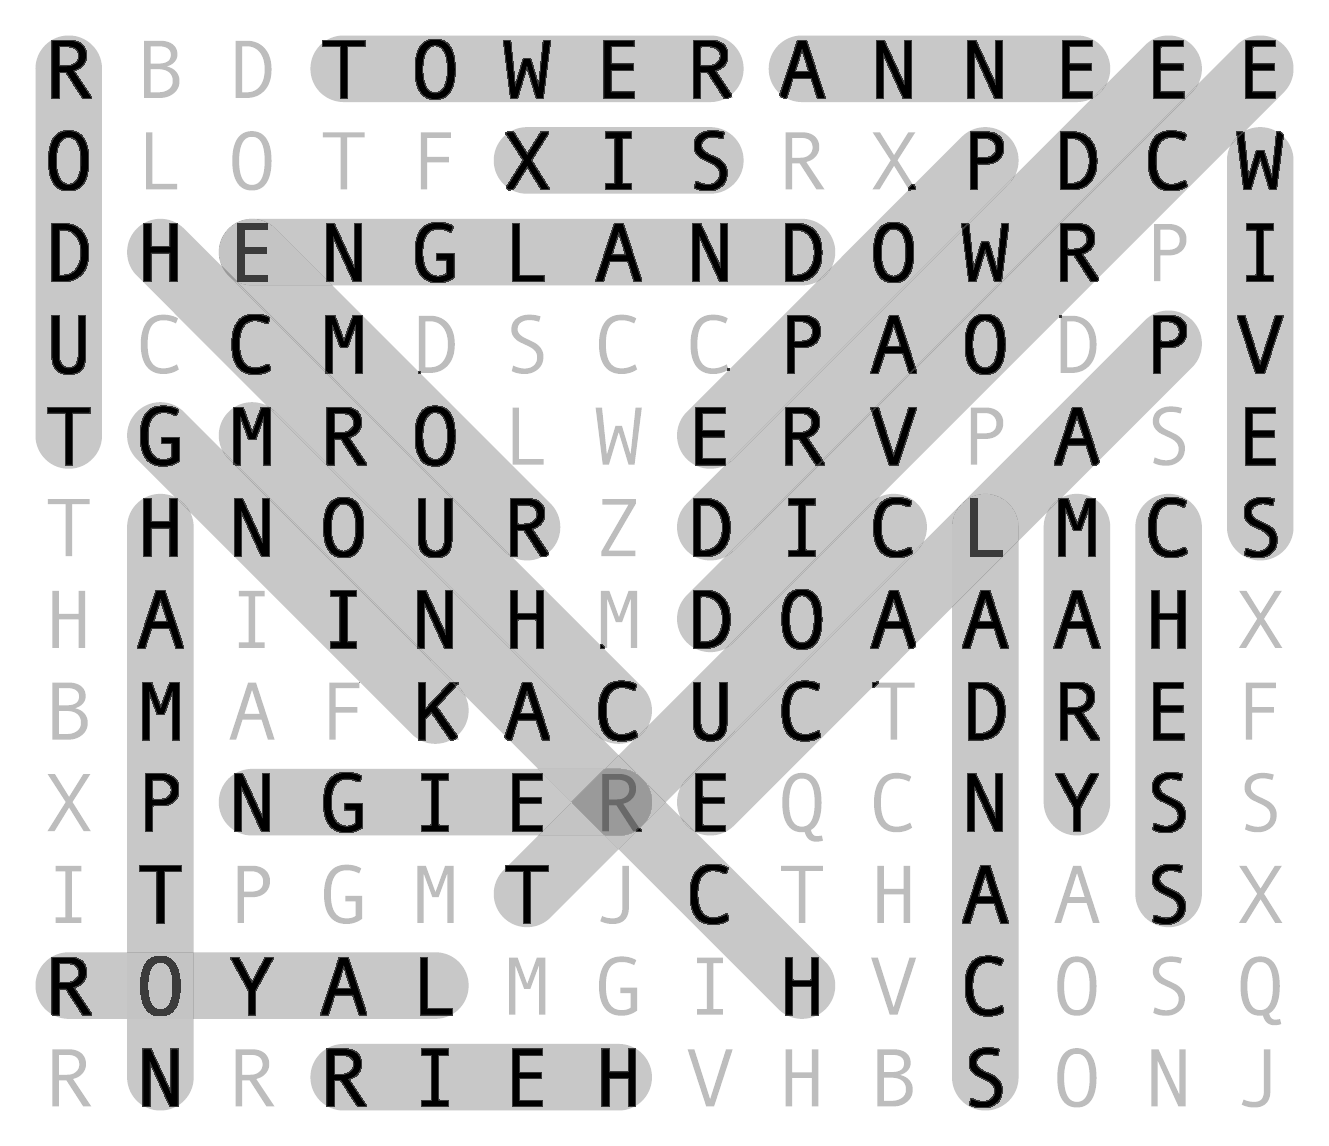 R B D T O W E R A N N E E E
O L O T F X I S R X P D C W
D H E N G L A N D O W R P I
U C C M D S C C P A O D P V
T G M R O L W E R V P A S E
T H N O U R Z D I C L M C S
H A I I N H M D O A A A H X
B M A F K A C U C T D R E F
X P N G I E R E Q C N Y S S
I T P G M T J C T H A A S X
R O Y A L M G I H V C O S Q
R N R R I E H V H B S O N J